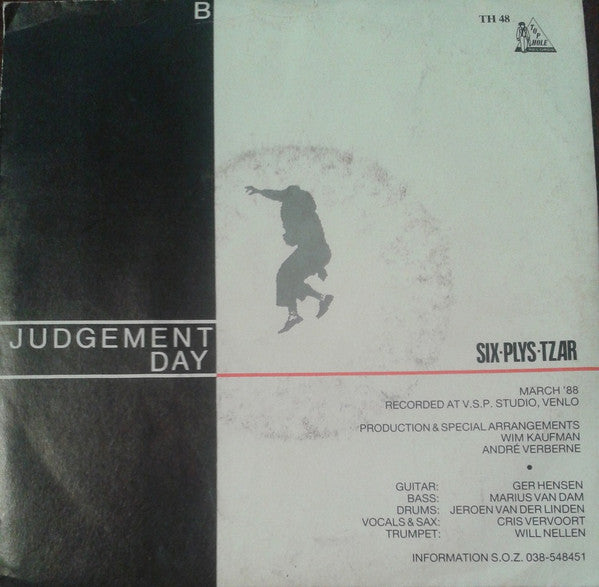 B
TH 48
TOP
HOLE
JUDGEMENT
DAY
SIX·PLYS·TZAR
MARCH '88
RECORDED AT V.S.P. STUDIO, VENLO
PRODUCTION & SPECIAL ARRANGEMENTS
WIM KAUFMAN
ANDRÉ VERBERNE
GUITAR: GER HENSEN
BASS: MARIUS VAN DAM
DRUMS: JEROEN VAN DER LINDEN
VOCALS & SAX: CRIS VERVOORT
TRUMPET: WILL NELLEN
INFORMATION S.O.Z. 038-548451